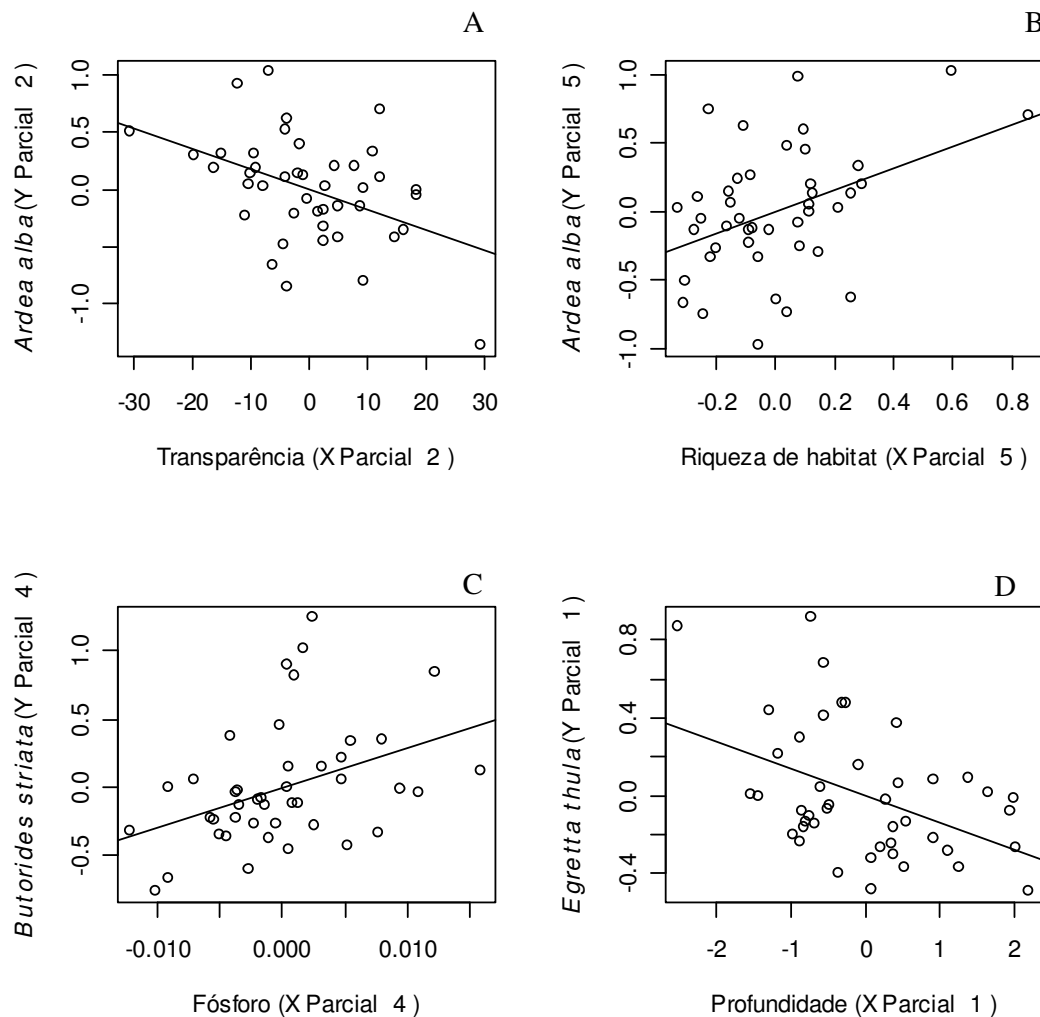 A
B
Ardea alba (Y Parcial 2)
1.0
0.5
0.0
-1.0
-30 -20 -10 0 10 20 30
Transparência (X Parcial 2)
Ardea alba (Y Parcial 5)
1.0
0.5
0.0
-1.0
-0.2 0.0 0.2 0.4 0.6 0.8
Riqueza de habitat (X Parcial 5)
C
D
Butorides striata (Y Parcial 4)
1.0
0.5
0.0
-0.5
-0.010 0.000 0.010
Fósforo (X Parcial 4)
Egretta thula (Y Parcial 1)
0.8
0.4
0.0
-0.4
-2 -1 0 1 2
Profundidade (X Parcial 1)